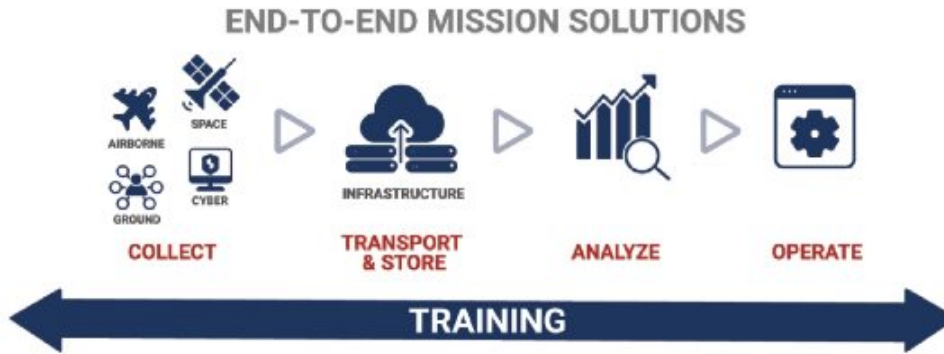 END-TO-END MISSION SOLUTIONS
AIRBORNE
SPACE
GROUND
CYBER
COLLECT
INFRASTRUCTURE
TRANSPORT
& STORE
ANALYZE
OPERATE
TRAINING